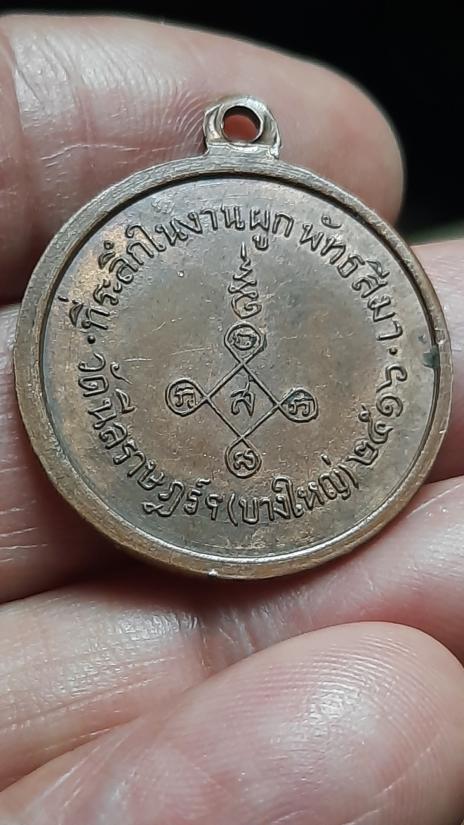 ที่ระลึกในงานผูกพัทธสีมา
วัดนีลราษฎร์ฯ (บางใหญ่) ๒๕๑๖